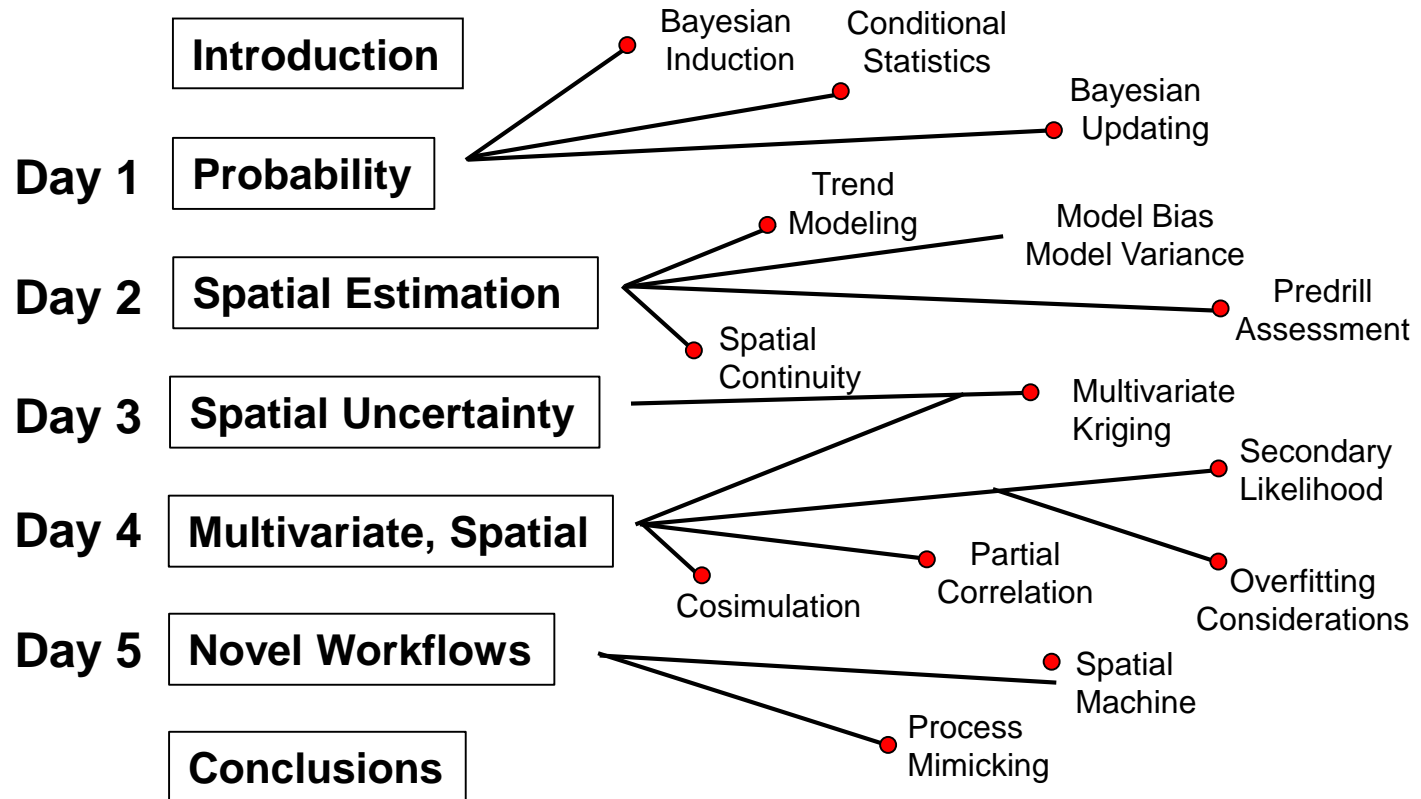 Introduction
Bayesian
Induction
Conditional
Statistics
Bayesian
Updating
Day 1
Probability
Trend
Modeling
Model Bias
Model Variance
Day 2
Spatial Estimation
Predrill
Assessment
Spatial
Continuity
Day 3
Spatial Uncertainty
Multivariate
Kriging
Secondary
Likelihood
Day 4
Multivariate, Spatial
Partial
Correlation
Overfitting
Considerations
Cosimulation
Day 5
Novel Workflows
Spatial
Machine
Process
Mimicking
Conclusions